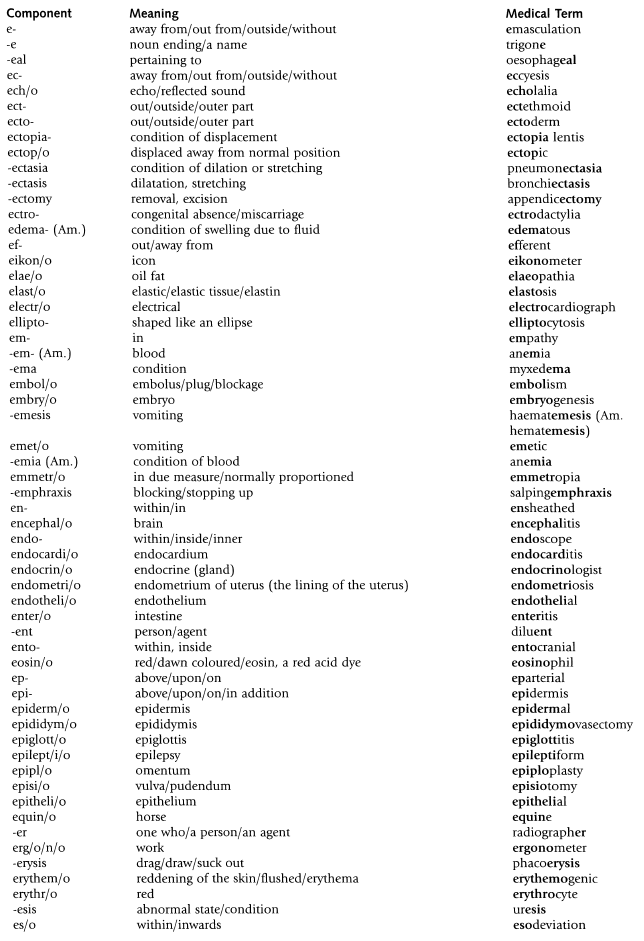 Component Meaning Medical Term
e- away from/out from/outside/without emasculation
-e noun ending/a name trigone
-eal pertaining to oesophageal
ec- away from/out from/outside/without eccyesis
ech/o echo/reflected sound echolalia
ect- out/outside/outer part ectethmoid
ecto- out/outside/outer part ectoderm
ectopia- condition of displacement ectopia lentis
ectop/o displaced away from normal position ectopic
-ectasia condition of dilation or stretching pneumonectasia
-ectasis dilatation, stretching bronchiectasis
-ectomy removal, excision appendicectomy
ectro- congenital absence/miscarriage ectrodactylia
edema- (Am.) condition of swelling due to fluid edematous
ef- out/away from efferent
eikon/o icon eikonometer
elae/o oil fat elaeopathia
elast/o elastic/elastic tissue/elastin elastosis
electr/o electrical electrocardiograph
ellipto- shaped like an ellipse elliptocytosis
em- in empathy
-em- (Am.) blood anemia
-ema condition myxedema
embol/o embolus/plug/blockage embolism
embry/o embryo embryogenesis
-emesis vomiting haematemesis (Am.
hematemesis)
emet/o vomiting emetic
-emia (Am.) condition of blood anemia
emmetr/o in due measure/normally proportioned emmetropia
-emphraxis blocking/stopping up salpingemphraxis
en- within/in ensheathed
encephal/o brain encephalitis
endo- within/inside/inner endoscope
endocardi/o endocardium endocarditis
endocrin/o endocrine (gland) endocrinologist
endometri/o endometrium of uterus (the lining of the uterus) endometriosis
endotheli/o endothelium endothelial
enter/o intestine enteritis
-ent person/agent diluent
ento- within, inside entocranial
eosin/o red/dawn coloured/eosin, a red acid dye eosinophil
ep- above/upon/on eparterial
epi- above/upon/on/in addition epidermis
epiderm/o epidermis epidermal
epididym/o epididymis epididymovasectomy
epiglott/o epiglottis epiglottitis
epilept/i/o epilepsy epileptiform
epipl/o omentum epiploplasty
episi/o vulva/pudendum episiotomy
epitheli/o epithelium epithelial
equin/o horse equine
-er one who/a person/an agent radiographer
erg/o/n/o work ergonometer
-erysis drag/draw/suck out phacoerysis
erythem/o reddening of the skin/flushed/erythema erythemogenic
erythr/o red erythrocyte
-esis abnormal state/condition uresis
es/o within/inwards esodeviation